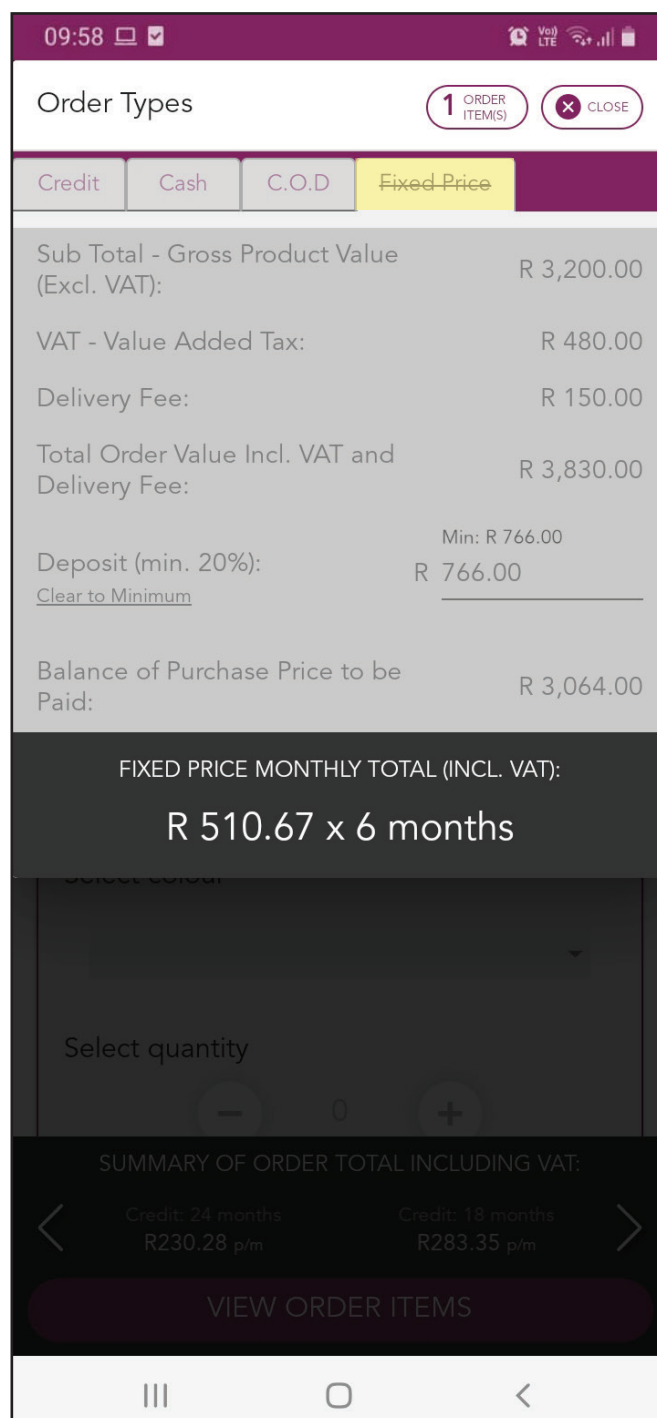 09:58
Vo)) LTE
Order Types
1 ORDER ITEM(S)
CLOSE
Credit Cash C.O.D Fixed Price
Sub Total - Gross Product Value
(Excl. VAT):
R 3,200.00
VAT - Value Added Tax: R 480.00
Delivery Fee: R 150.00
Total Order Value Incl. VAT and
Delivery Fee:
R 3,830.00
Min: R 766.00
Deposit (min. 20%): R 766.00
Clear to Minimum
Balance of Purchase Price to be
Paid:
R 3,064.00
FIXED PRICE MONTHLY TOTAL (INCL. VAT):
R 510.67 x 6 months
Select colour
Select quantity
0
SUMMARY OF ORDER TOTAL INCLUDING VAT:
Credit: 24 months Credit: 18 months
R230.28 p/m R283.35 p/m
VIEW ORDER ITEMS